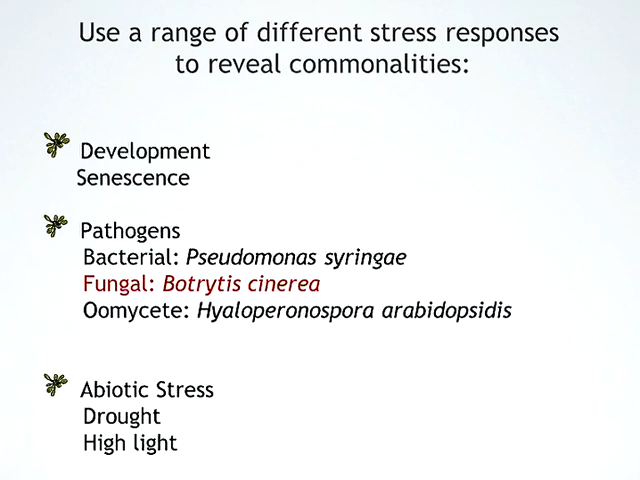 Use a range of different stress responses
to reveal commonalities:
Development
Senescence
Pathogens
Bacterial: Pseudomonas syringae
Fungal: Botrytis cinerea
Oomycete: Hyaloperonospora arabidopsidis
Abiotic Stress
Drought
High light